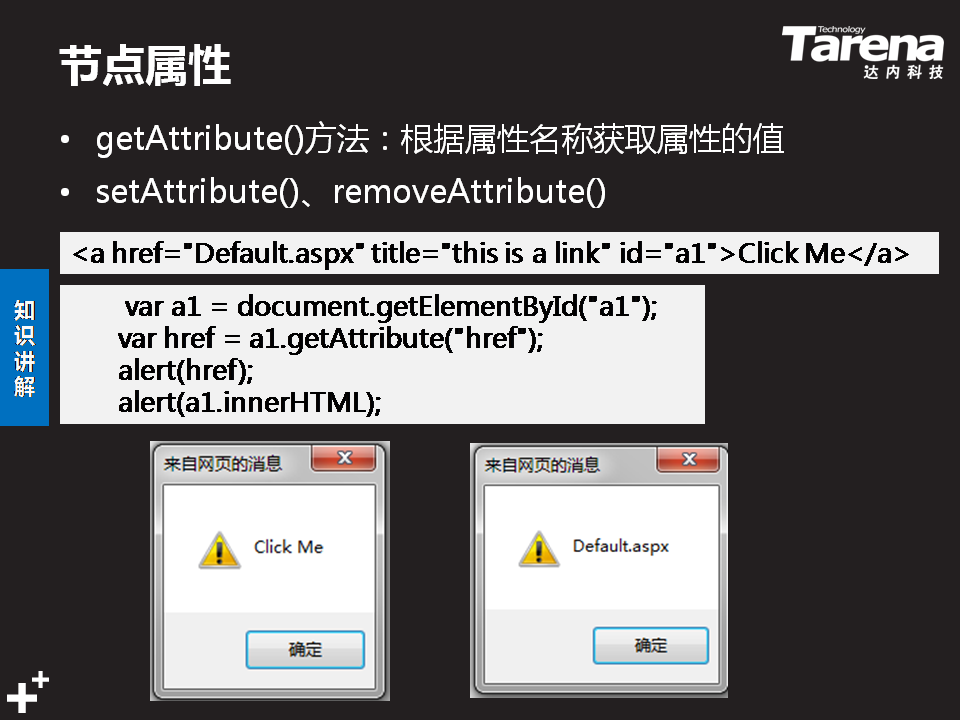 节点属性
Technology
Tarena
达内科技
• getAttribute()方法：根据属性名称获取属性的值
• setAttribute()、removeAttribute()
<a href="Default.aspx" title="this is a link" id="a1">Click Me</a>
知识讲解
var a1 = document.getElementById("a1");
var href = a1.getAttribute("href");
alert(href);
alert(a1.innerHTML);
来自网页的消息
Click Me
确定
来自网页的消息
Default.aspx
确定